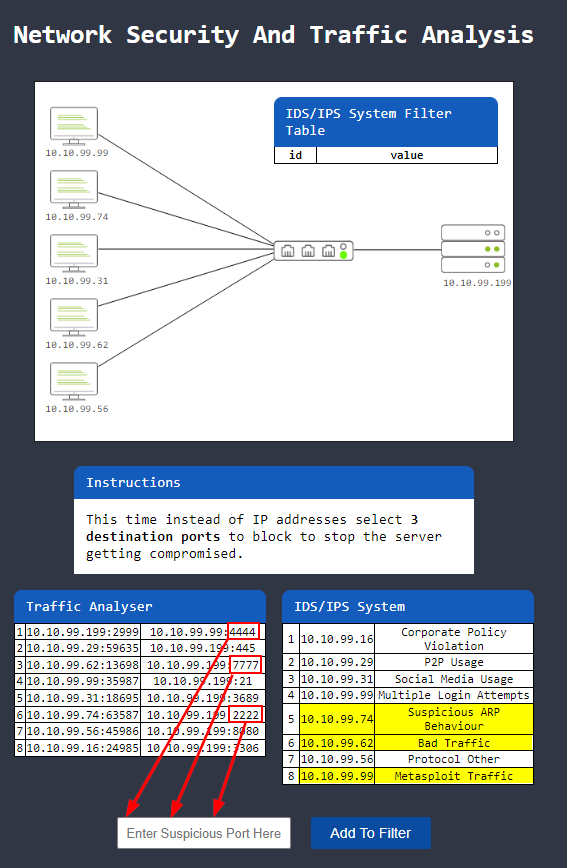 Network Security And Traffic Analysis
IDS/IPS System Filter
Table
id value
10.10.99.99
10.10.99.74
10.10.99.31
10.10.99.199
10.10.99.62
10.10.99.56
Instructions
This time instead of IP addresses select 3
destination ports to block to stop the server
getting compromised.
Traffic Analyser
1 10.10.99.199:2999 10.10.99.99:4444
2 10.10.99.29:59635 10.10.99.199:445
3 10.10.99.62:13698 10.10.99.199:7777
4 10.10.99.99:35987 10.10.99.199:21
5 10.10.99.31:18695 10.10.99.199:3689
6 10.10.99.74:63587 10.10.99.199:2222
7 10.10.99.56:45986 10.10.99.199:8080
8 10.10.99.16:24985 10.10.99.199:3306
IDS/IPS System
1 10.10.99.16 Corporate Policy
Violation
2 10.10.99.29 P2P Usage
3 10.10.99.31 Social Media Usage
4 10.10.99.99 Multiple Login Attempts
5 10.10.99.74 Suspicious ARP
Behaviour
6 10.10.99.62 Bad Traffic
7 10.10.99.56 Protocol Other
8 10.10.99.99 Metasploit Traffic
Enter Suspicious Port Here
Add To Filter